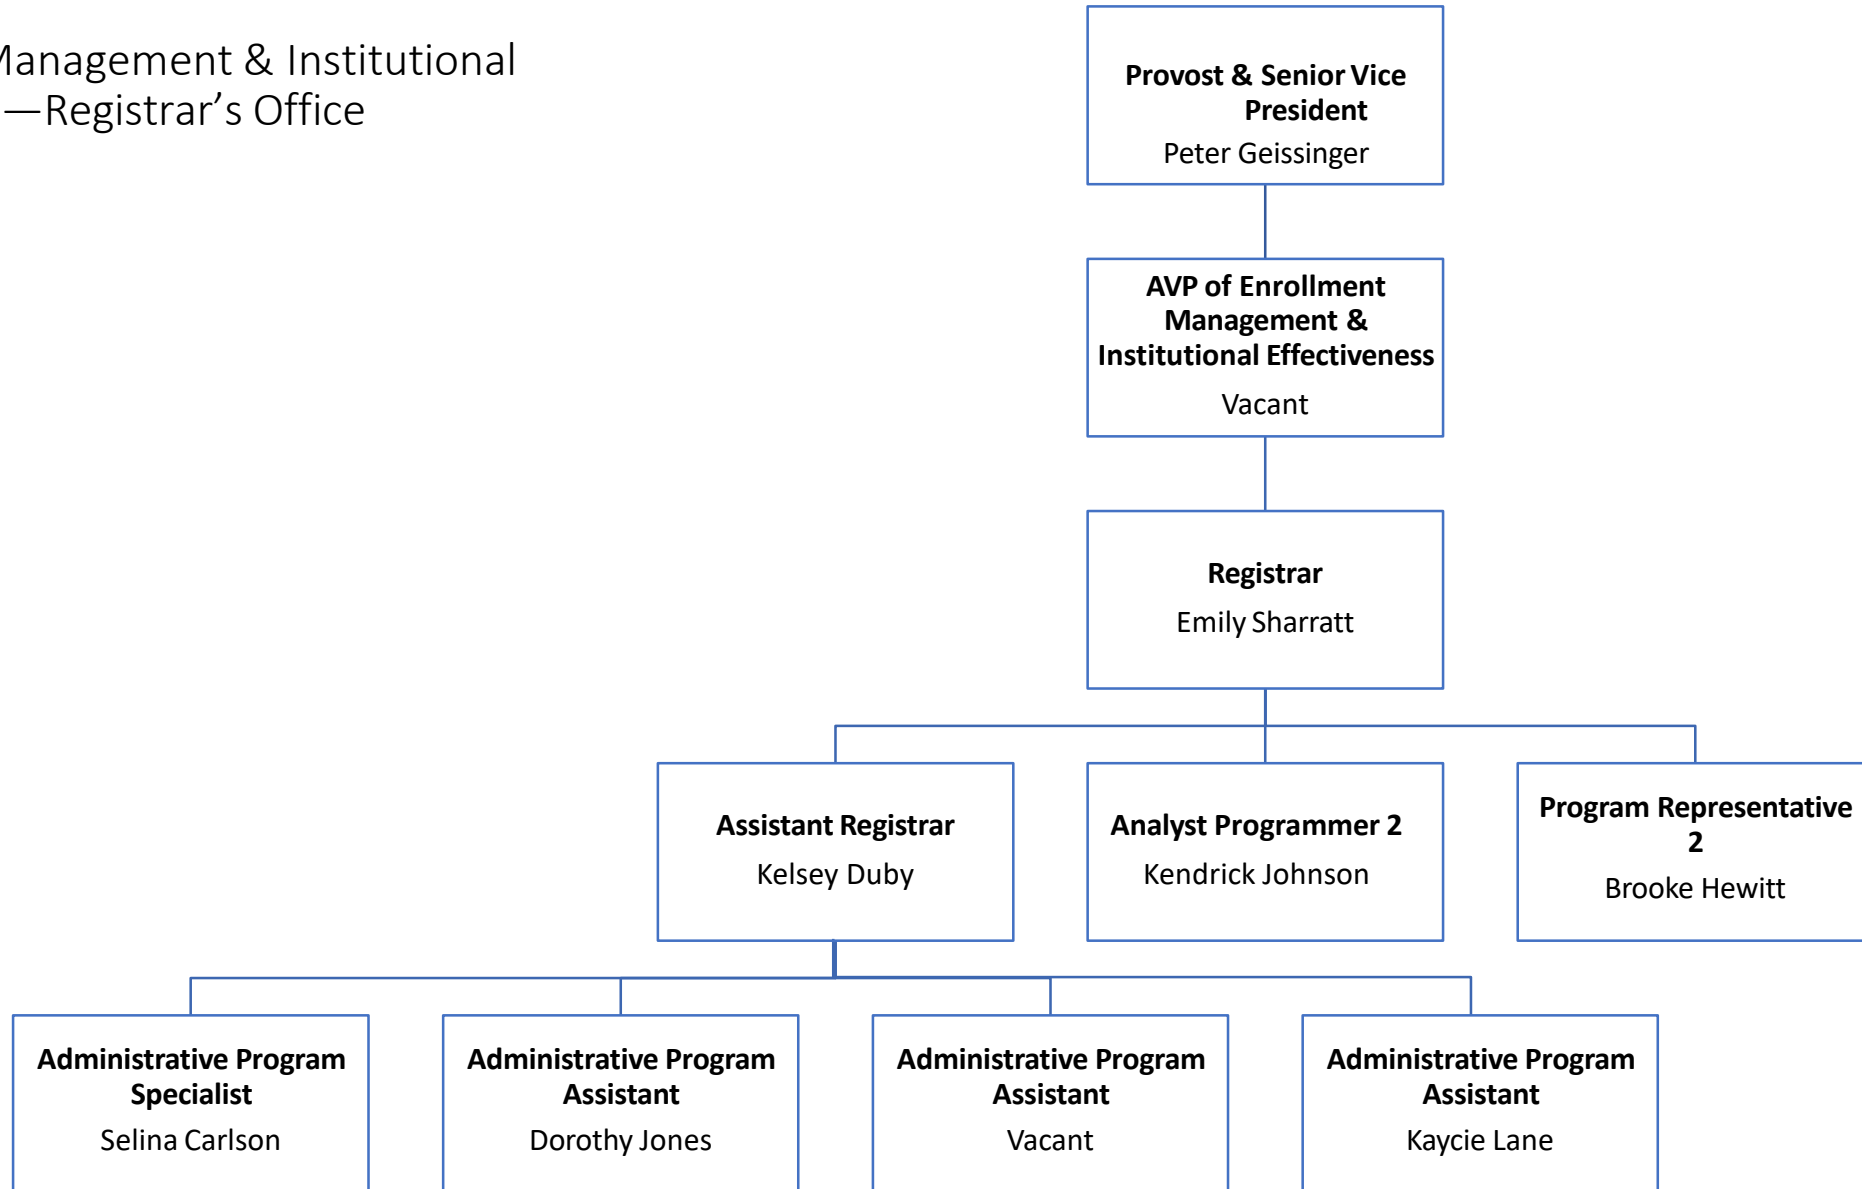 Management & Institutional
—Registrar’s Office
Provost & Senior Vice
President
Peter Geissinger
AVP of Enrollment
Management &
Institutional Effectiveness
Vacant
Registrar
Emily Sharratt
Assistant Registrar
Kelsey Duby
Analyst Programmer 2
Kendrick Johnson
Program Representative
2
Brooke Hewitt
Administrative Program
Specialist
Selina Carlson
Administrative Program
Assistant
Dorothy Jones
Administrative Program
Assistant
Vacant
Administrative Program
Assistant
Kaycie Lane